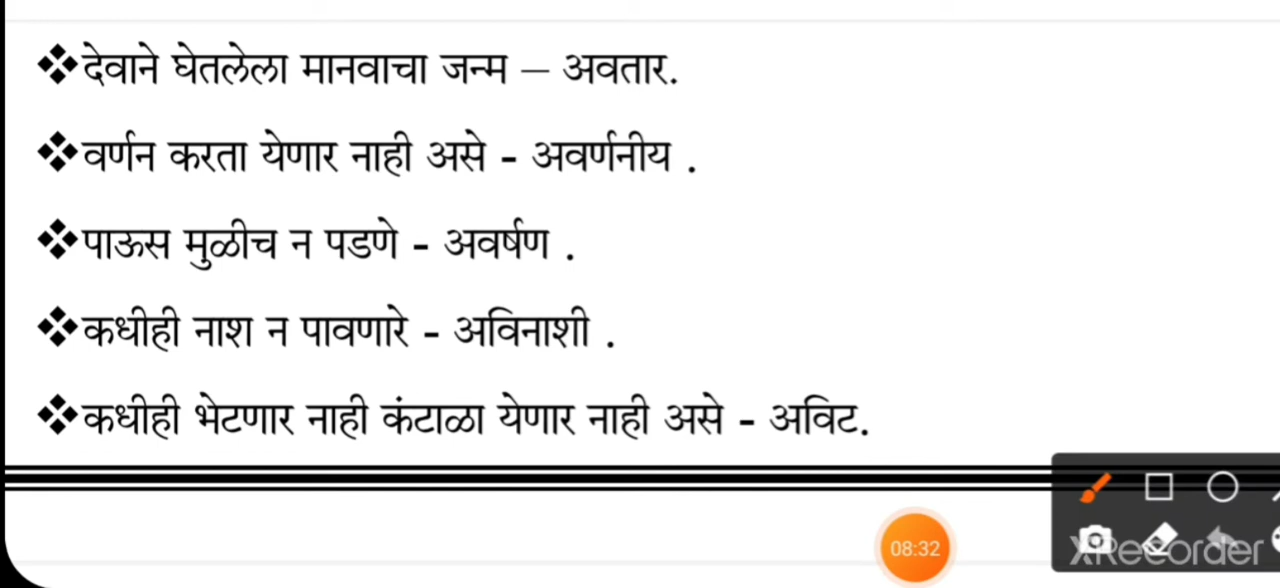 ❖देवाने घेतलेला मानवाचा जन्म – अवतार.
❖वर्णन करता येणार नाही असे - अवर्णनीय .
❖पाऊस मुळीच न पडणे - अवर्षण .
❖कधीही नाश न पावणारे - अविनाशी .
❖कधीही भेटणार नाही कंटाळा येणार नाही असे - अविट.
08:32
XRecorder